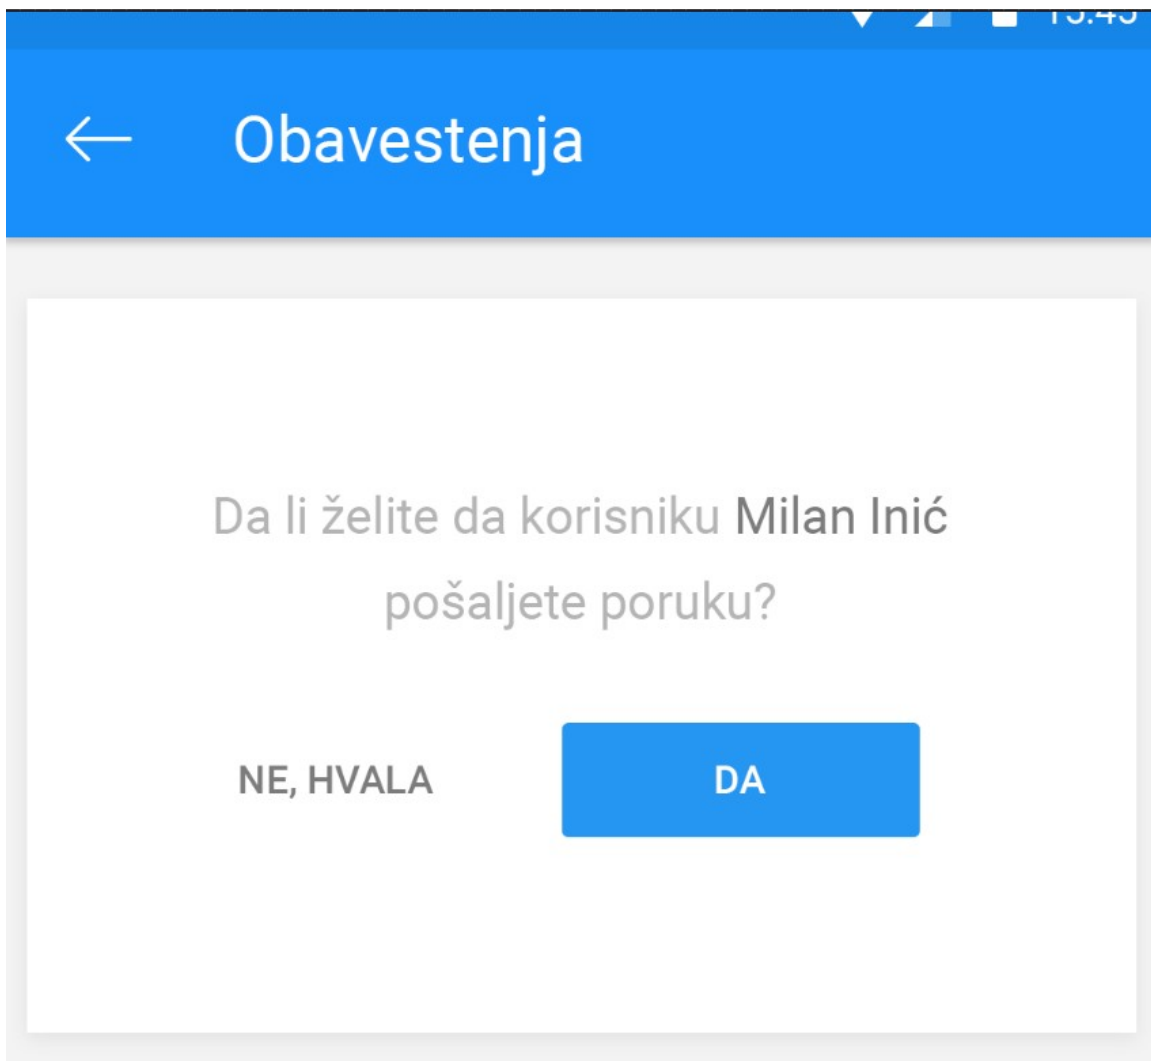 Obavestenja
Da li želite da korisniku Milan Inić
pošaljete poruku?
NE, HVALA
DA